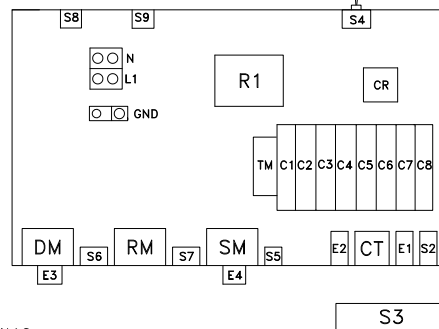 S8 S9 S4
N
L1
R1 CR
GND
TM C1 C2 C3 C4 C5 C6 C7 C8
DM S6 RM S7 SM S5 E2 CT E1 S2
E3 E4
S3